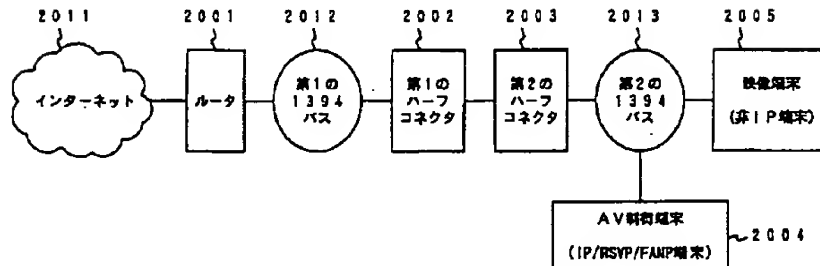 2011
2001
2012
2002
2003
2013
2005
インターネット
ルータ
第1の
1394
バス
第1の
ハーフ
コネクタ
第2の
ハーフ
コネクタ
第2の
1394
バス
映像端末
(非IP端末)
AV制御端末
(IP/RSVP/FANP端末)
2004